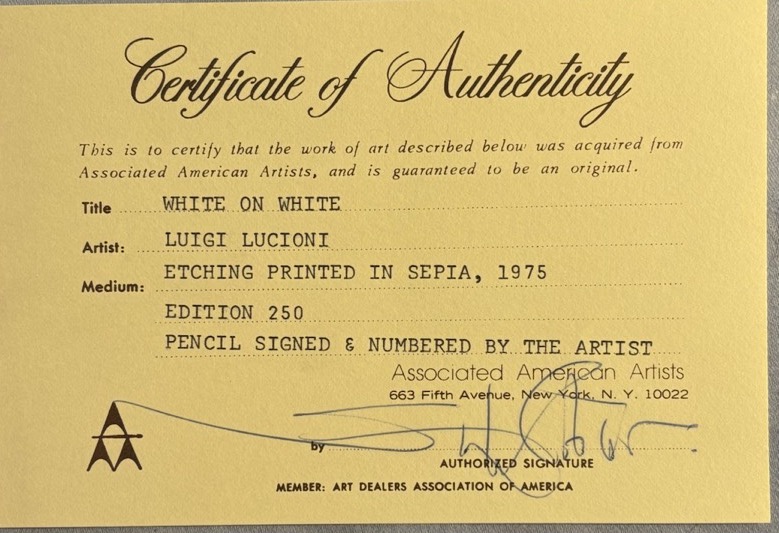 Certificate of Authenticity
This is to certify that the work of art described below was acquired from
Associated American Artists, and is guaranteed to be an original.
Title WHITE ON WHITE
Artist: LUIGI LUCIONI
Medium: ETCHING PRINTED IN SEPIA, 1975
EDITION 250
PENCIL SIGNED & NUMBERED BY THE ARTIST
Associated American Artists
663 Fifth Avenue, New York, N. Y. 10022
by
AUTHORIZED SIGNATURE
MEMBER: ART DEALERS ASSOCIATION OF AMERICA